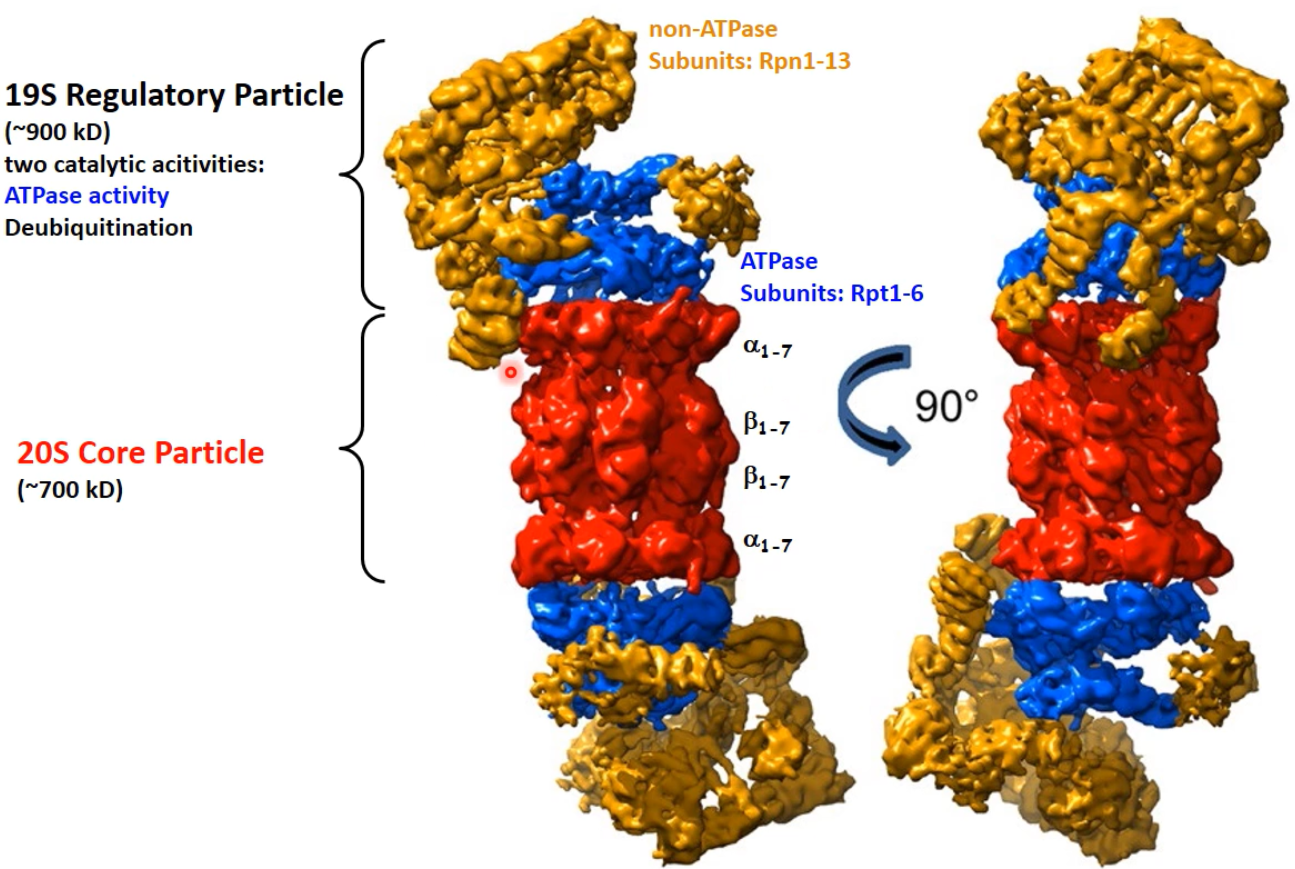 non-ATPase
Subunits: Rpn1-13
19S Regulatory Particle
(~900 kD)
two catalytic acitivities:
ATPase activity
Deubiquitination
ATPase
Subunits: Rpt1-6
α1-7
β1-7
β1-7
α1-7
90°
20S Core Particle
(~700 kD)